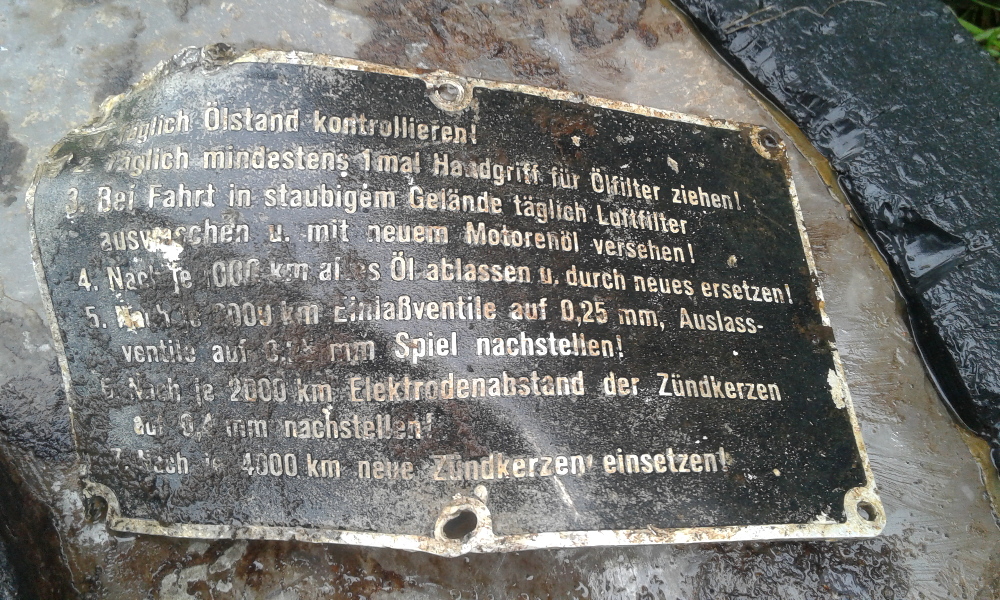 täglich Ölstand kontrollieren!
täglich mindestens 1mal Handgriff für Ölfilter ziehen!
3. Bei Fahrt in staubigem Gelände täglich Luftfilter
auswaschen u. mit neuem Motorenöl versehen!
4. Nach je km altes Öl ablassen u. durch neues ersetzen!
5. Nach je km Einlaßventile auf 0,25 mm, Auslass-
ventile auf mm Spiel nachstellen!
6. Nach je 2000 km Elektrodenabstand der Zündkerzen
auf 0,4 mm nachstellen!
7. Nach je 4000 km neue Zündkerzen einsetzen!